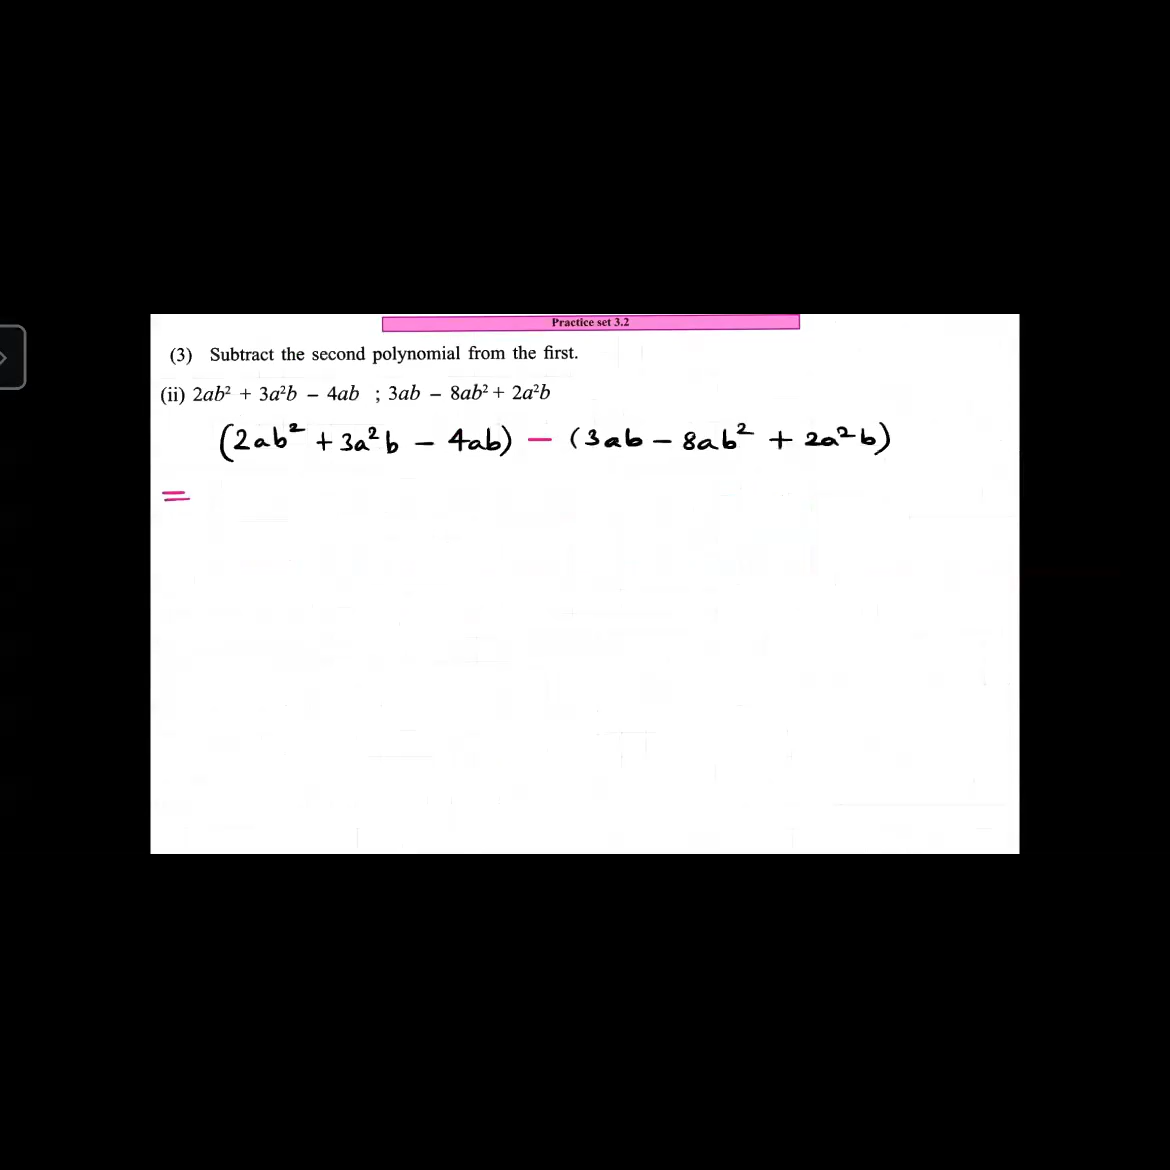 Practice set 3.2
(3) Subtract the second polynomial from the first.
(ii) 2ab² + 3a²b – 4ab ; 3ab – 8ab² + 2a²b
(2ab² + 3a²b – 4ab) – (3ab – 8ab² + 2a²b)
=